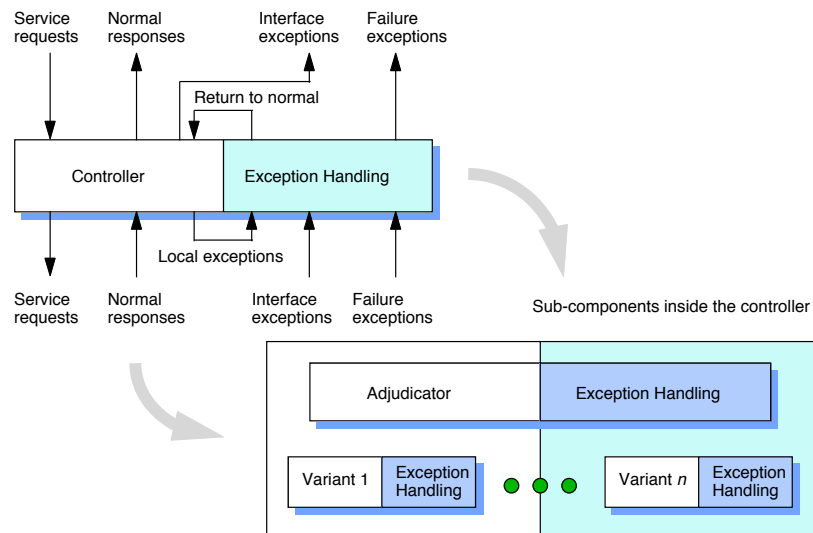 Service requests
Normal responses
Interface exceptions
Failure exceptions
Return to normal
Controller
Exception Handling
Local exceptions
Service requests
Normal responses
Interface exceptions
Failure exceptions
Sub-components inside the controller
Adjudicator
Exception Handling
Variant 1
Exception Handling
Variant n
Exception Handling